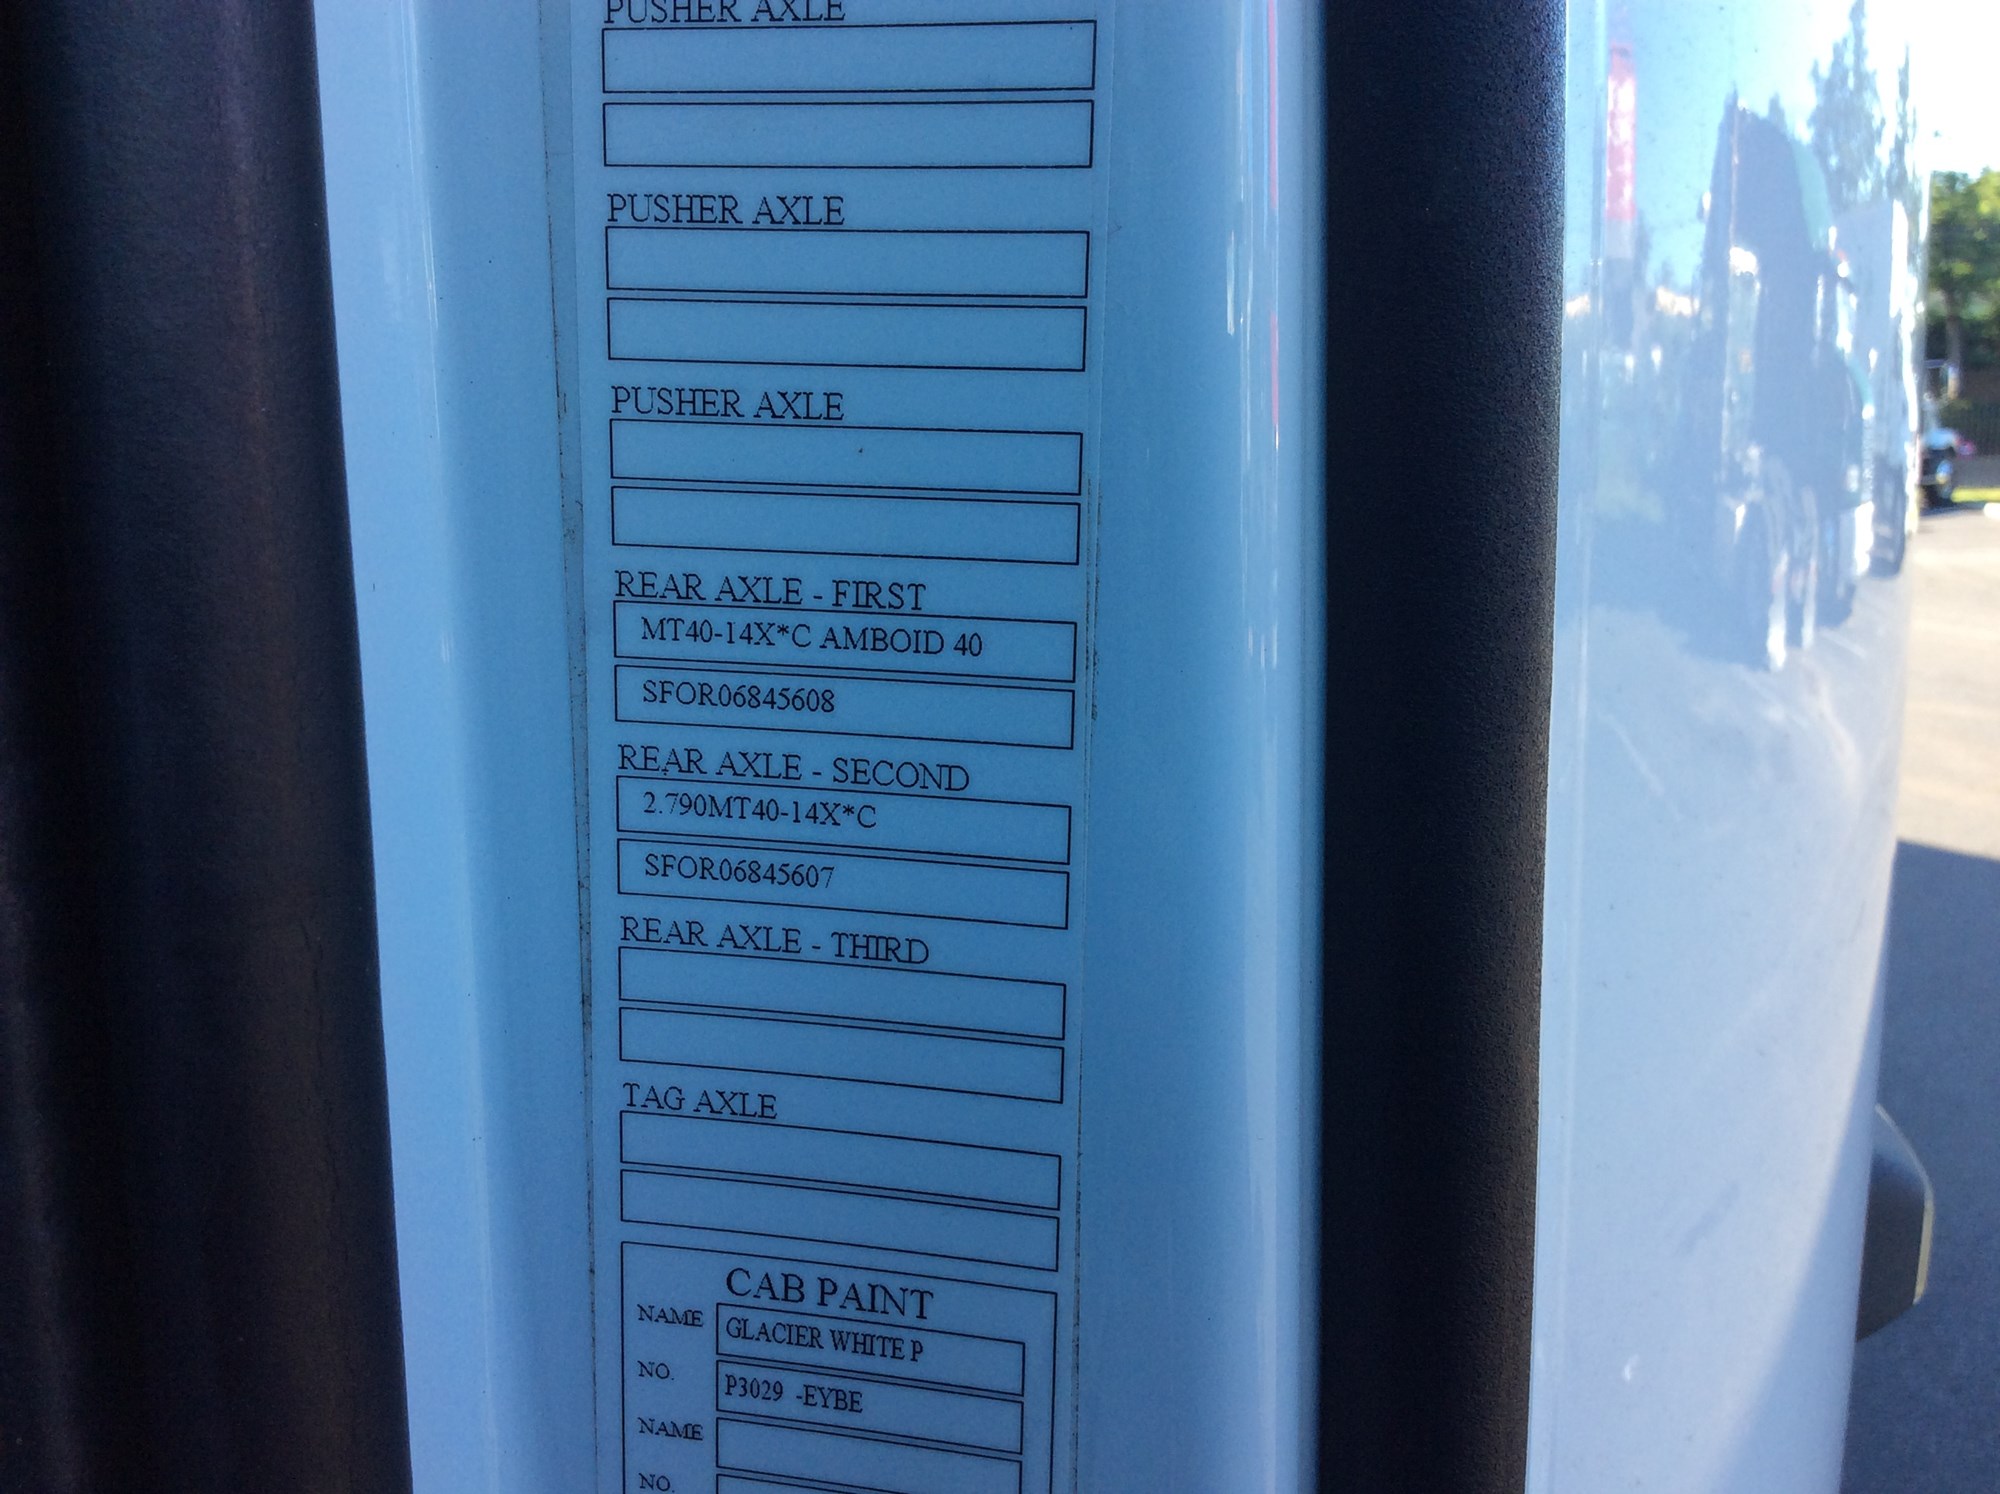 PUSHER AXLE
PUSHER AXLE
PUSHER AXLE
REAR AXLE - FIRST
MT40-14X*C AMBOID 40
SFOR06845608
REAR AXLE - SECOND
2.790MT40-14X*C
SFOR06845607
REAR AXLE - THIRD
TAG AXLE
CAB PAINT
NAME GLACIER WHITE P
NO. P3029 -EYBE
NAME
NO.